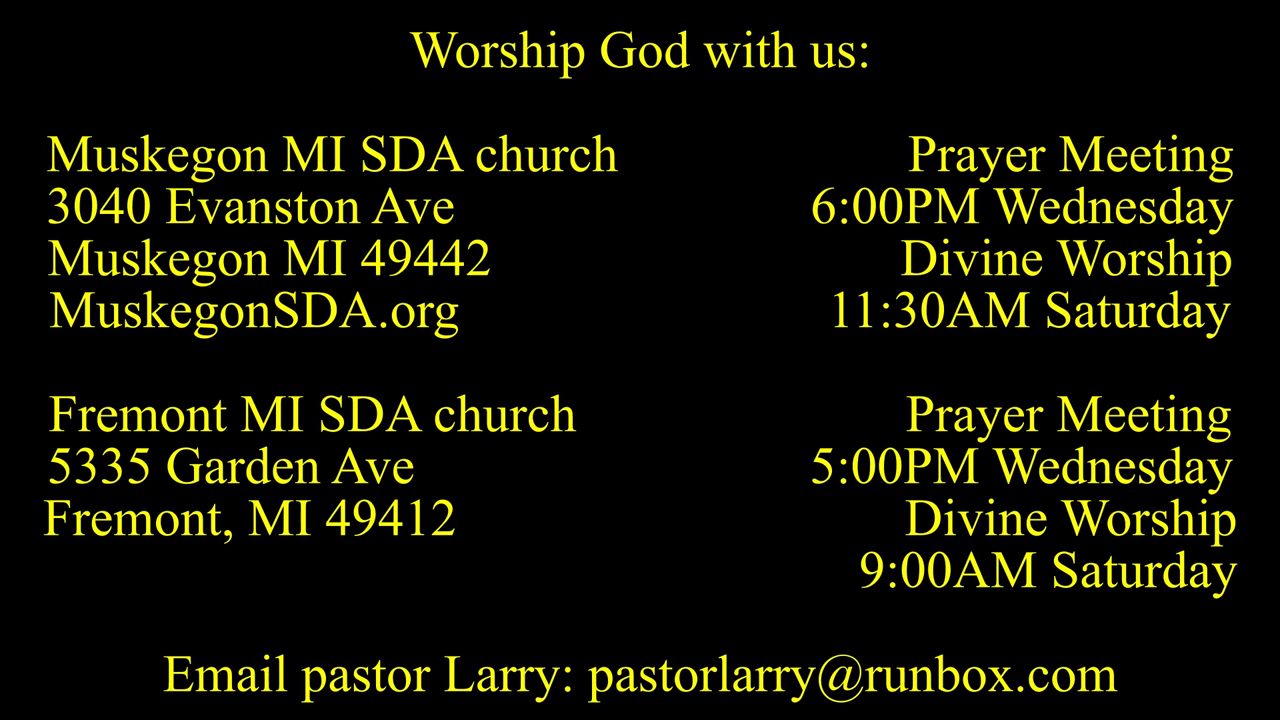 Worship God with us:
Muskegon MI SDA church
3040 Evanston Ave
Muskegon MI 49442
MuskegonSDA.org
Prayer Meeting
6:00PM Wednesday
Divine Worship
11:30AM Saturday
Fremont MI SDA church
5335 Garden Ave
Fremont, MI 49412
Prayer Meeting
5:00PM Wednesday
Divine Worship
9:00AM Saturday
Email pastor Larry: pastorlarry@runbox.com